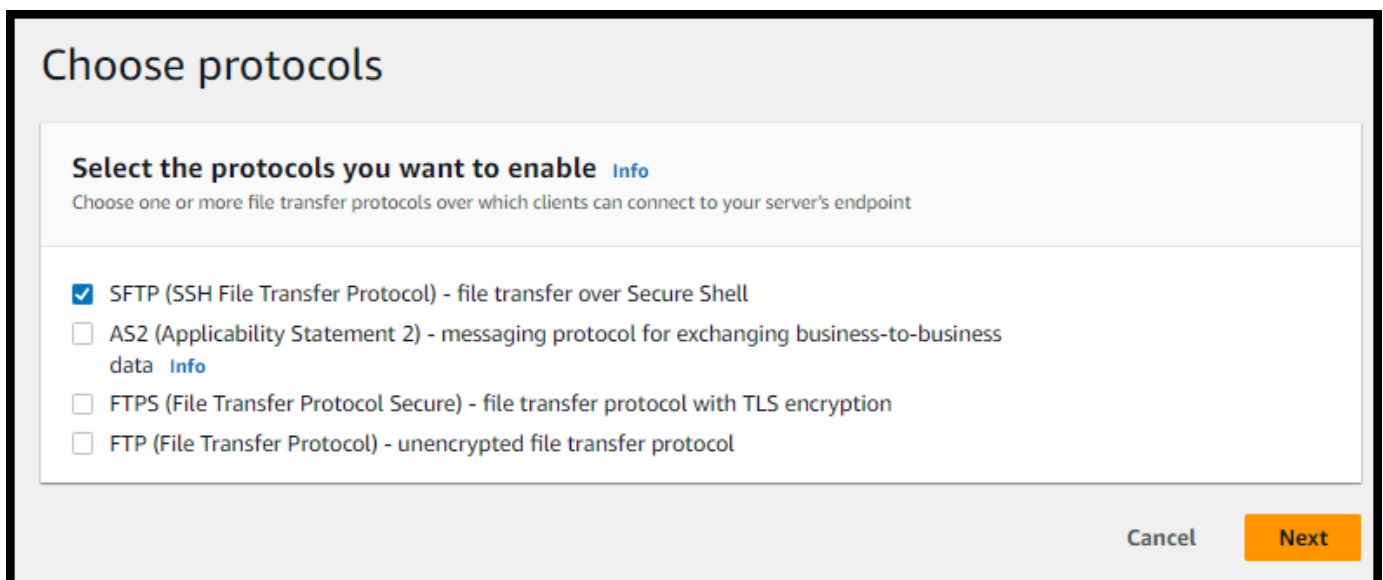 Choose protocols
Select the protocols you want to enable Info
Choose one or more file transfer protocols over which clients can connect to your server's endpoint
SFTP (SSH File Transfer Protocol) - file transfer over Secure Shell
AS2 (Applicability Statement 2) - messaging protocol for exchanging business-to-business
data Info
FTPS (File Transfer Protocol Secure) - file transfer protocol with TLS encryption
FTP (File Transfer Protocol) - unencrypted file transfer protocol
Cancel Next